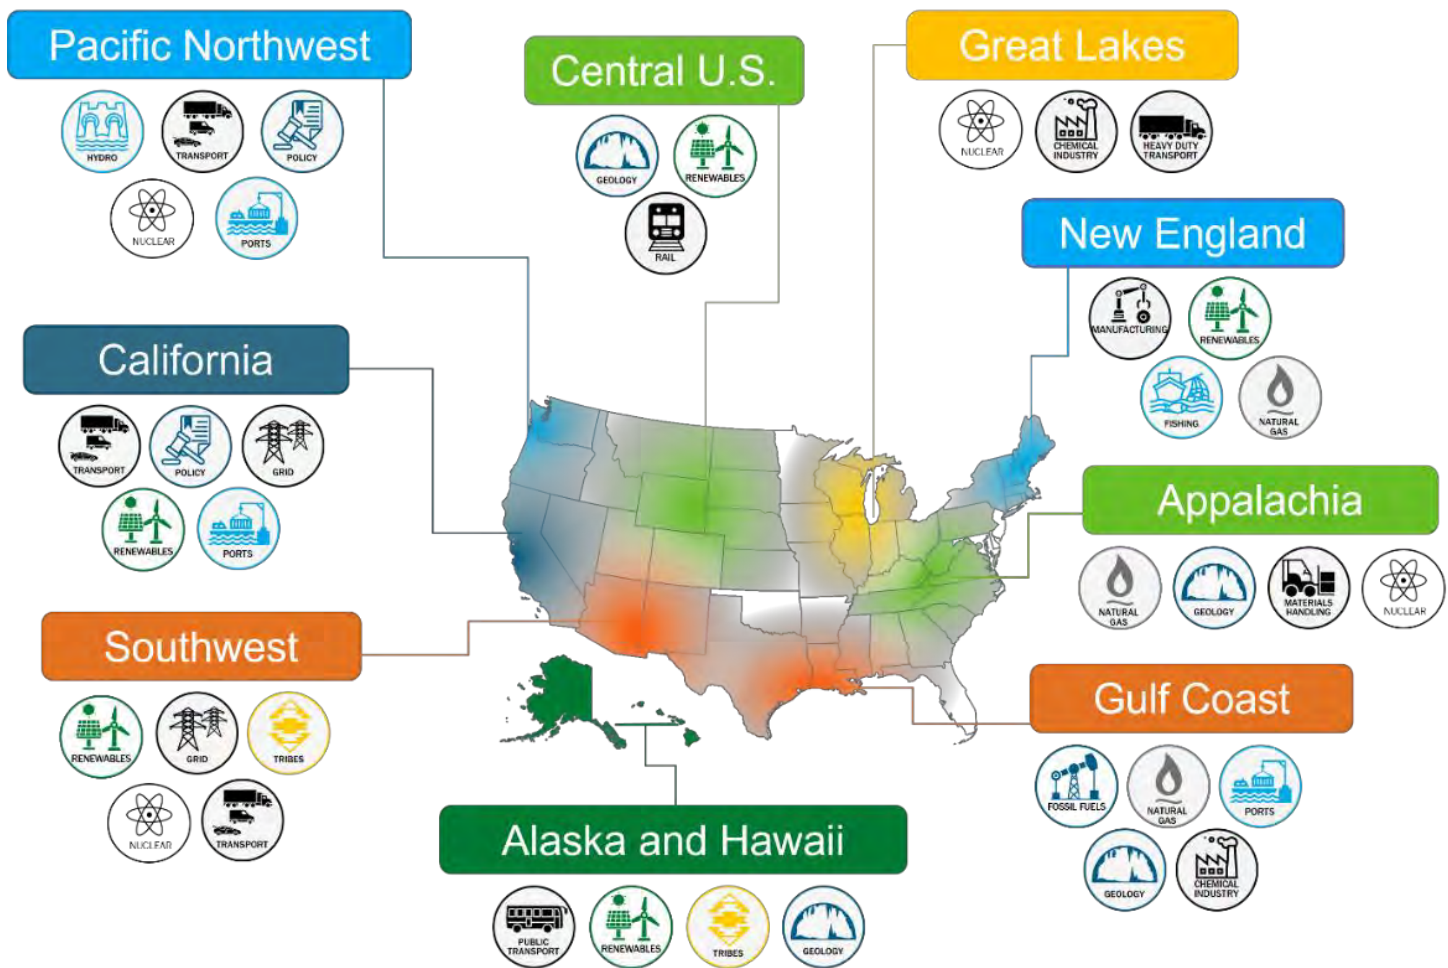 Pacific Northwest
HYDRO
TRANSPORT
POLICY
NUCLEAR
PORTS
Central U.S.
GEOLOGY
RENEWABLES
RAIL
Great Lakes
NUCLEAR
CHEMICAL
INDUSTRY
HEAVY DUTY
TRANSPORT
New England
MANUFACTURING
RENEWABLES
FISHING
NATURAL
GAS
California
TRANSPORT
POLICY
GRID
RENEWABLES
PORTS
Appalachia
NATURAL
GAS
GEOLOGY
MATERIALS
HANDLING
NUCLEAR
Southwest
RENEWABLES
GRID
TRIBES
NUCLEAR
TRANSPORT
Gulf Coast
FOSSIL FUELS
NATURAL
GAS
PORTS
GEOLOGY
CHEMICAL
INDUSTRY
Alaska and Hawaii
PUBLIC
TRANSPORT
RENEWABLES
TRIBES
GEOLOGY